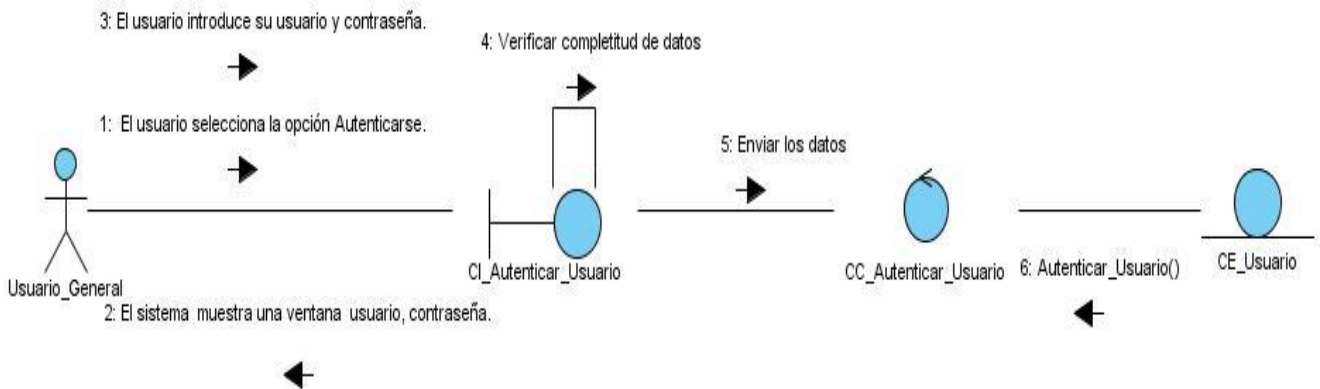 3: El usuario introduce su usuario y contraseña.
4: Verificar completitud de datos
1: El usuario selecciona la opción Autenticarse.
5: Enviar los datos
Usuario_General
CI_Autenticar_Usuario
CC_Autenticar_Usuario
6: Autenticar_Usuario()
CE_Usuario
2: El sistema muestra una ventana usuario, contraseña.